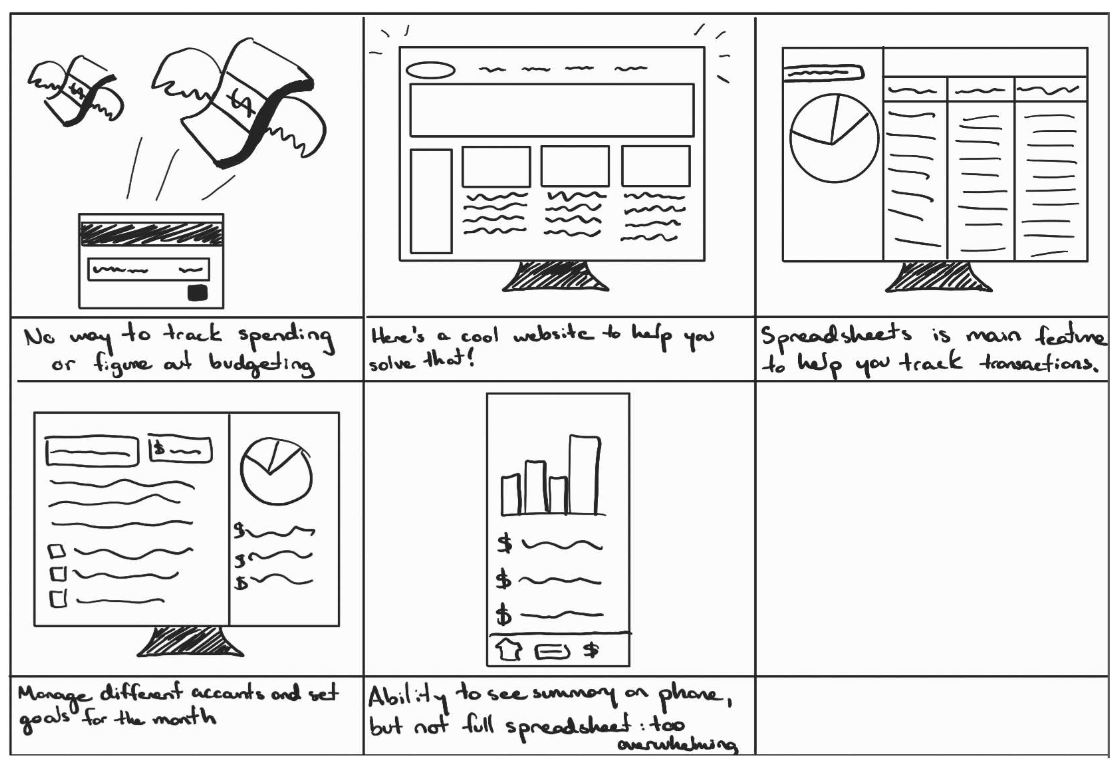 $
$
No way to track spending
or figure out budgeting
Here's a cool website to help you
solve that!
Spreadsheets is main feature
to help you track transactions.
$
$
$
$
Manage different accounts and set
goals for the month
$
$
$
$
Ability to see summary on phone,
but not full spreadsheet: too
overwhelming